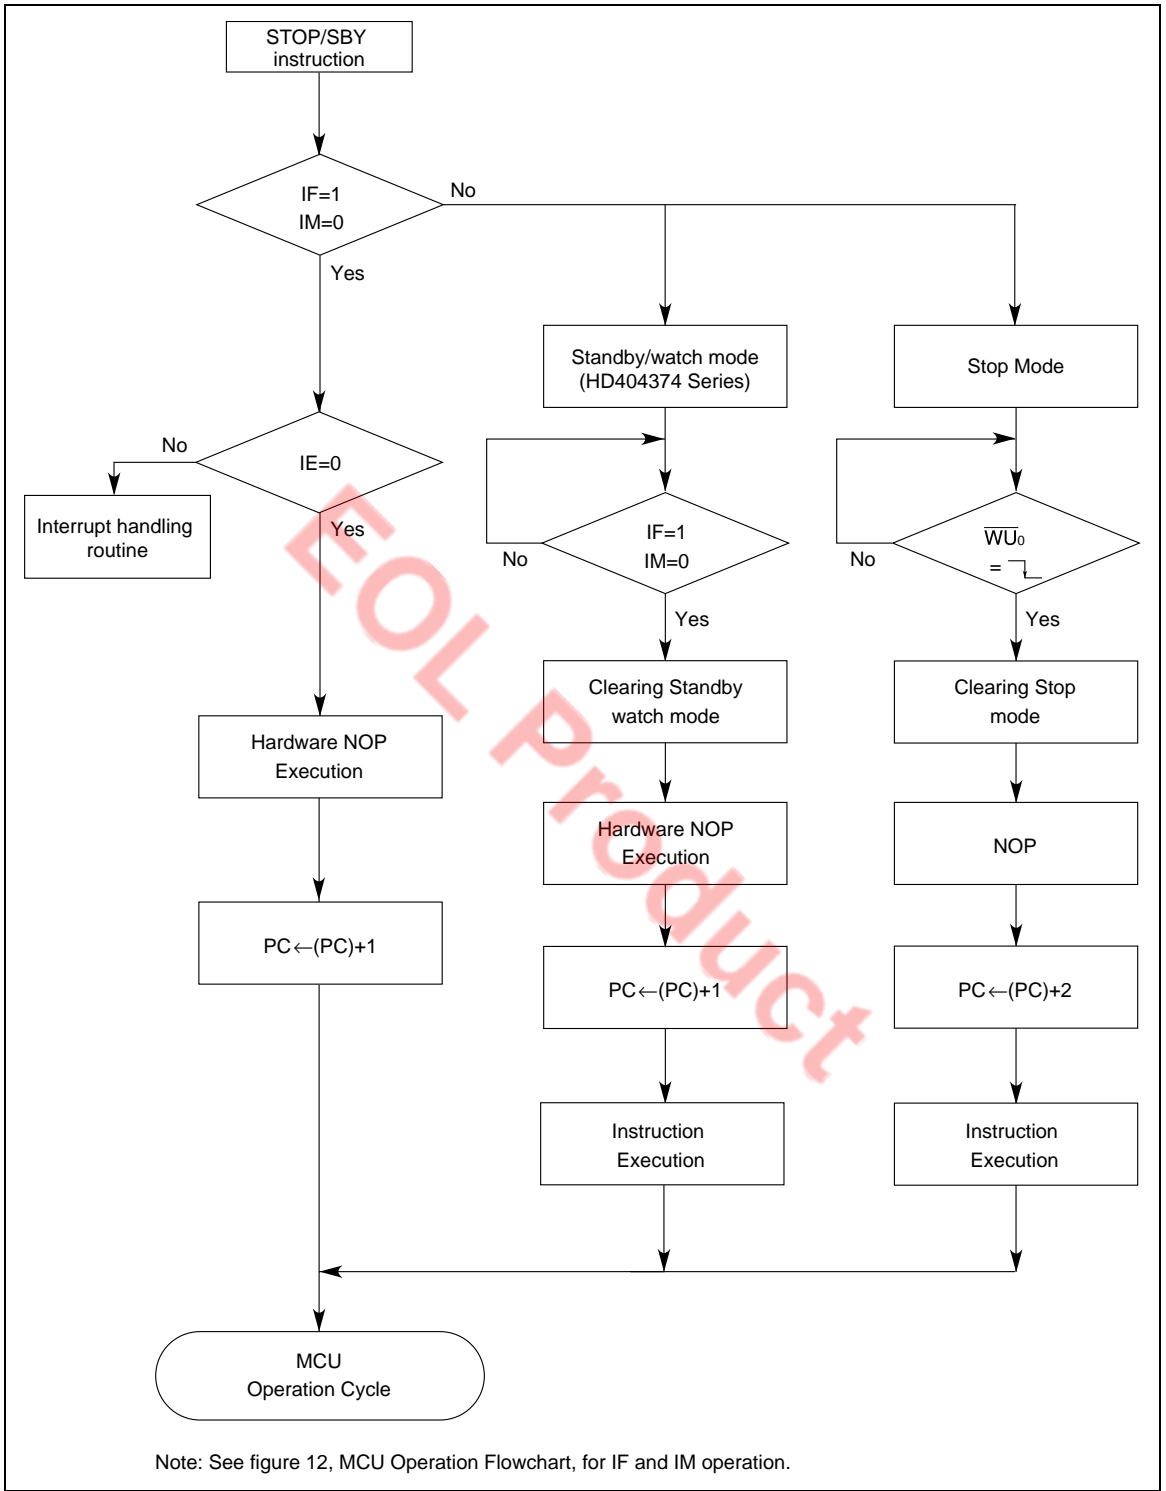 STOP/SBY
instruction
IF=1
IM=0
No
Yes
Standby/watch mode
(HD404374 Series)
Stop Mode
No
IE=0
Yes
Interrupt handling
routine
IF=1
IM=0
No
Yes
W̅U̅0
=
No
Yes
Hardware NOP
Execution
Clearing Standby
watch mode
Clearing Stop
mode
Hardware NOP
Execution
NOP
PC←(PC)+1
PC←(PC)+1
PC←(PC)+2
Instruction
Execution
Instruction
Execution
MCU
Operation Cycle
Note: See figure 12, MCU Operation Flowchart, for IF and IM operation.
EOL Product